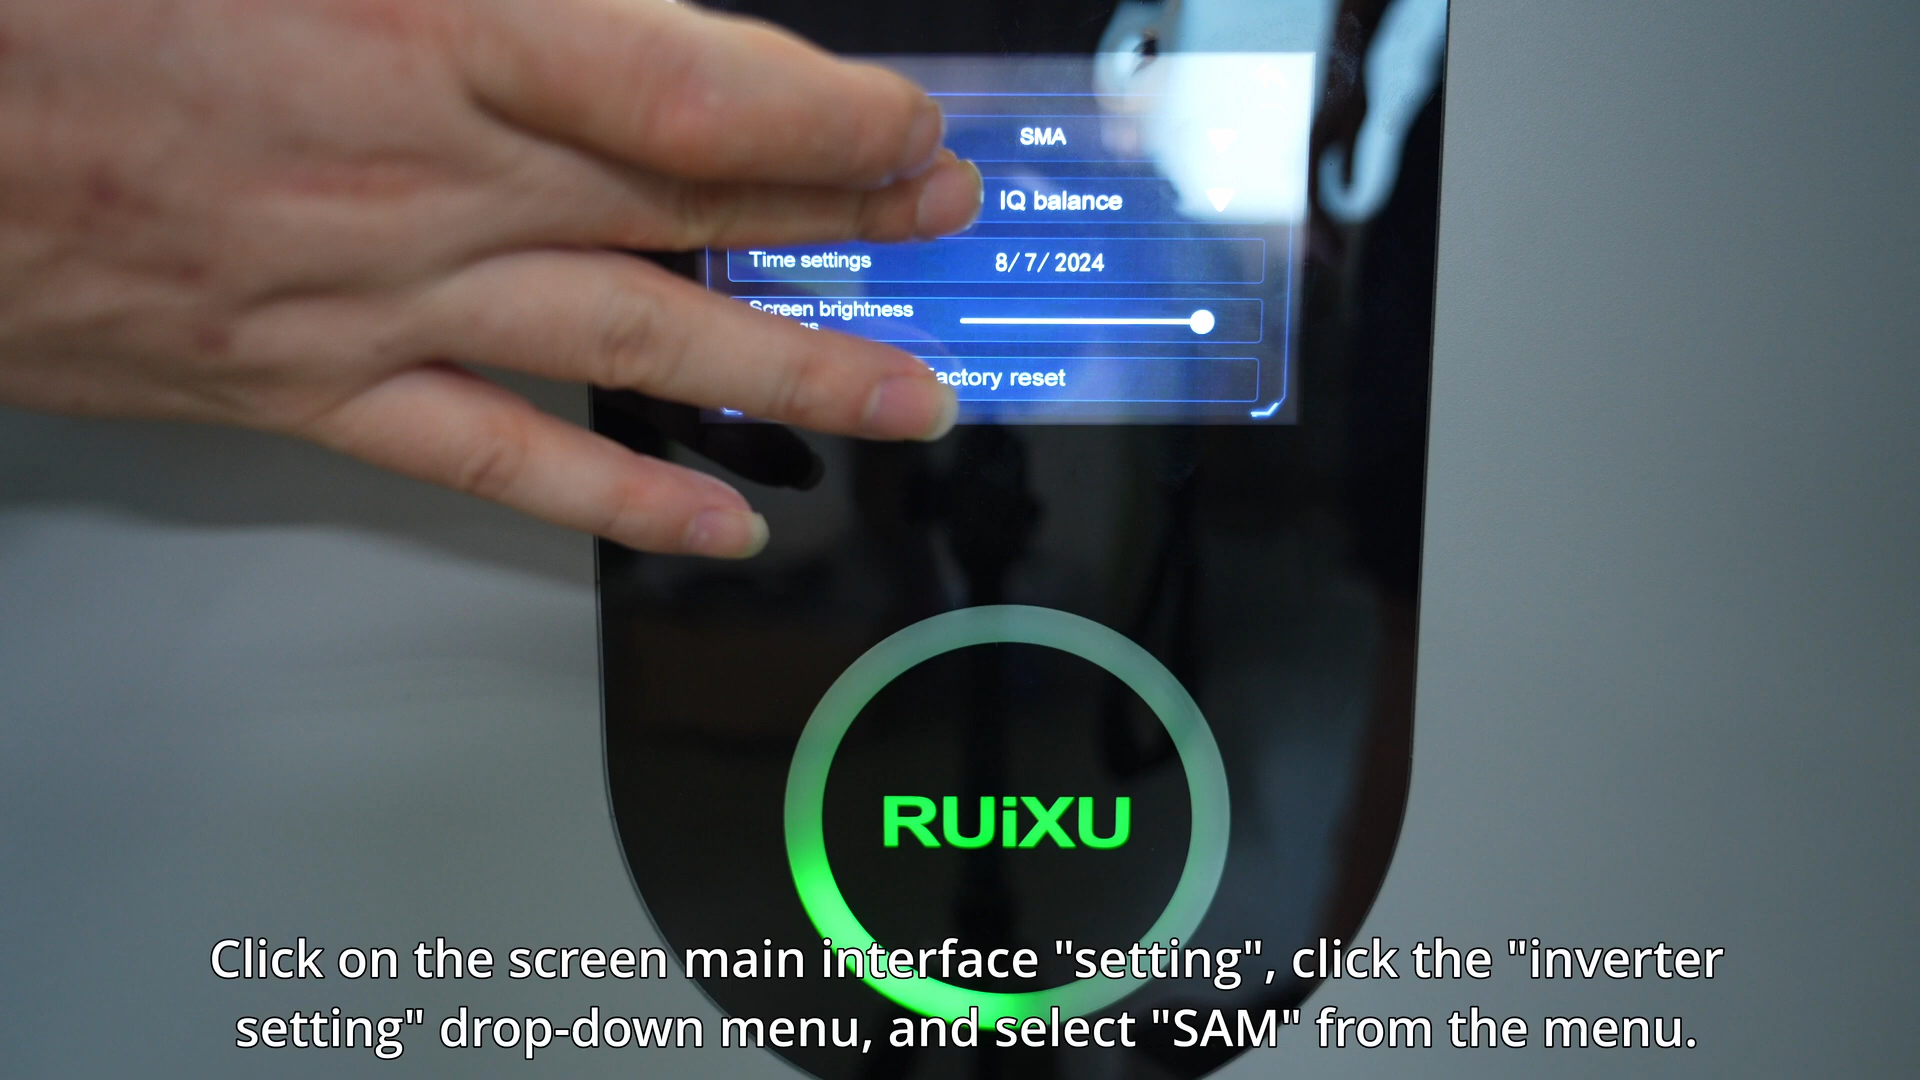 SMA
IQ balance
Time settings 8/ 7/ 2024
Screen brightness
actory reset
RUiXU
Click on the screen main interface "setting", click the "inverter
setting" drop-down menu, and select "SAM" from the menu.